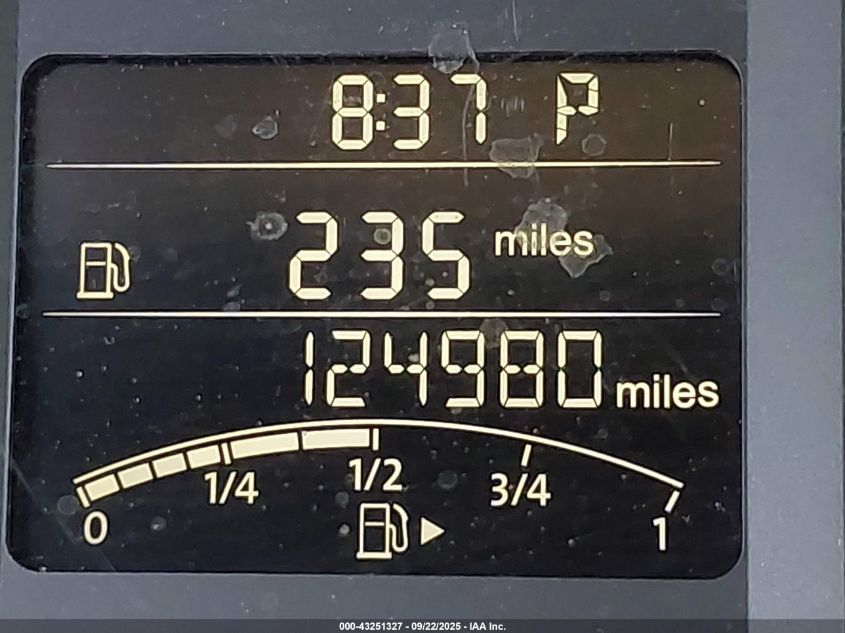 8:37 P
235 miles
124980 miles
0 1/4 1/2 3/4 1
000-43251327 - 09/22/2025 - IAA Inc.